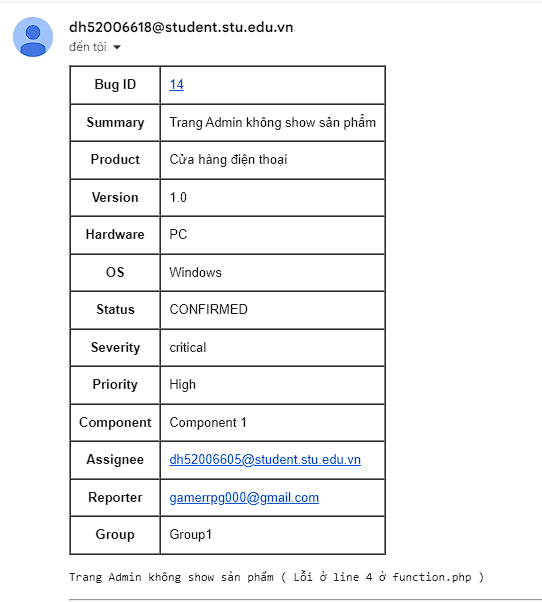 dh52006618@student.stu.edu.vn
đến tôi
Bug ID 14
Summary Trang Admin không show sản phẩm
Product Cửa hàng điện thoại
Version 1.0
Hardware PC
OS Windows
Status CONFIRMED
Severity critical
Priority High
Component Component 1
Assignee dh52006605@student.stu.edu.vn
Reporter gamerrpg000@gmail.com
Group Group1
Trang Admin không show sản phẩm ( Lỗi ở line 4 ở function.php )